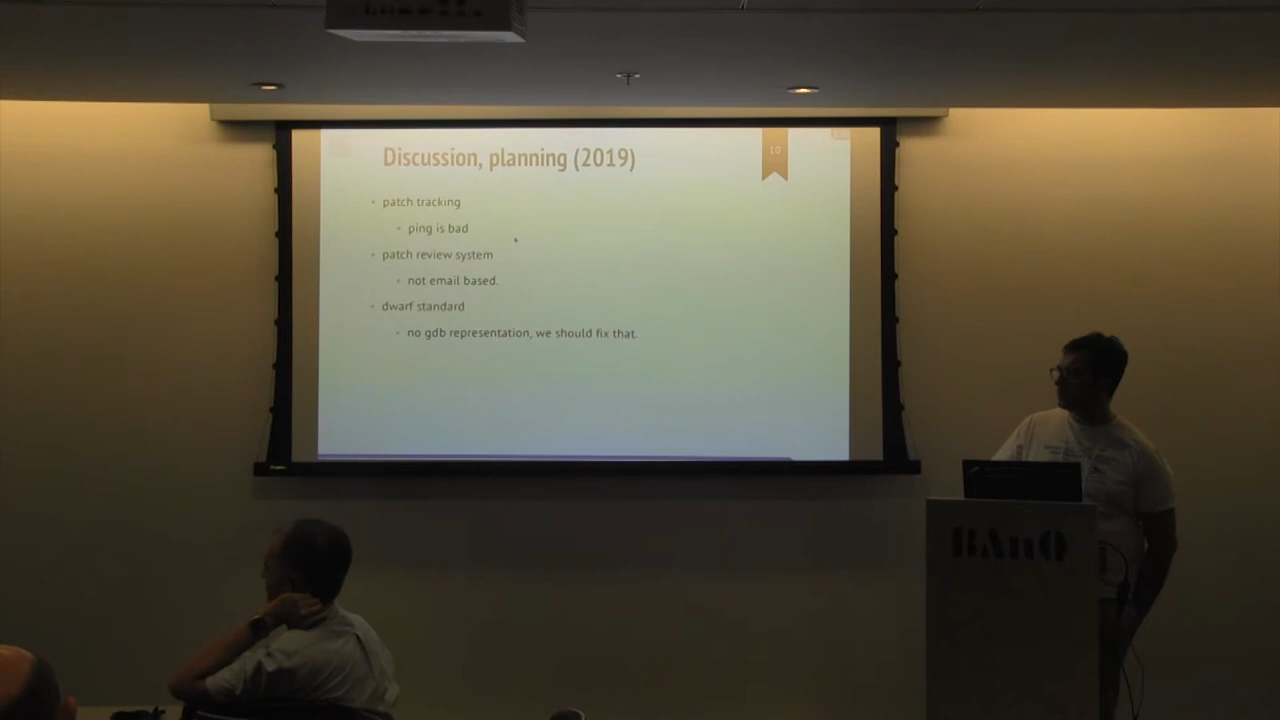 Discussion, planning (2019)
10
patch tracking
ping is bad
patch review system
not email based.
dwarf standard
no gdb representation, we should fix that.
BAnQ